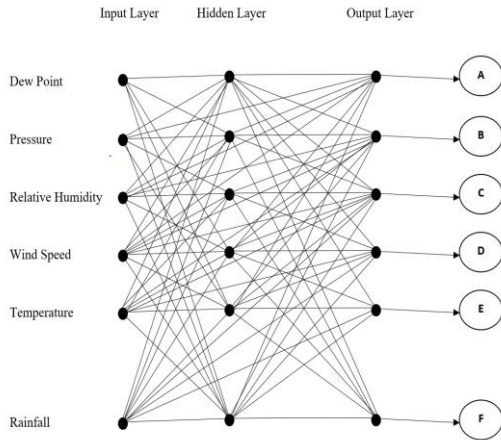 Input Layer Hidden Layer Output Layer
Dew Point A
Pressure B
Relative Humidity C
Wind Speed D
Temperature E
Rainfall F